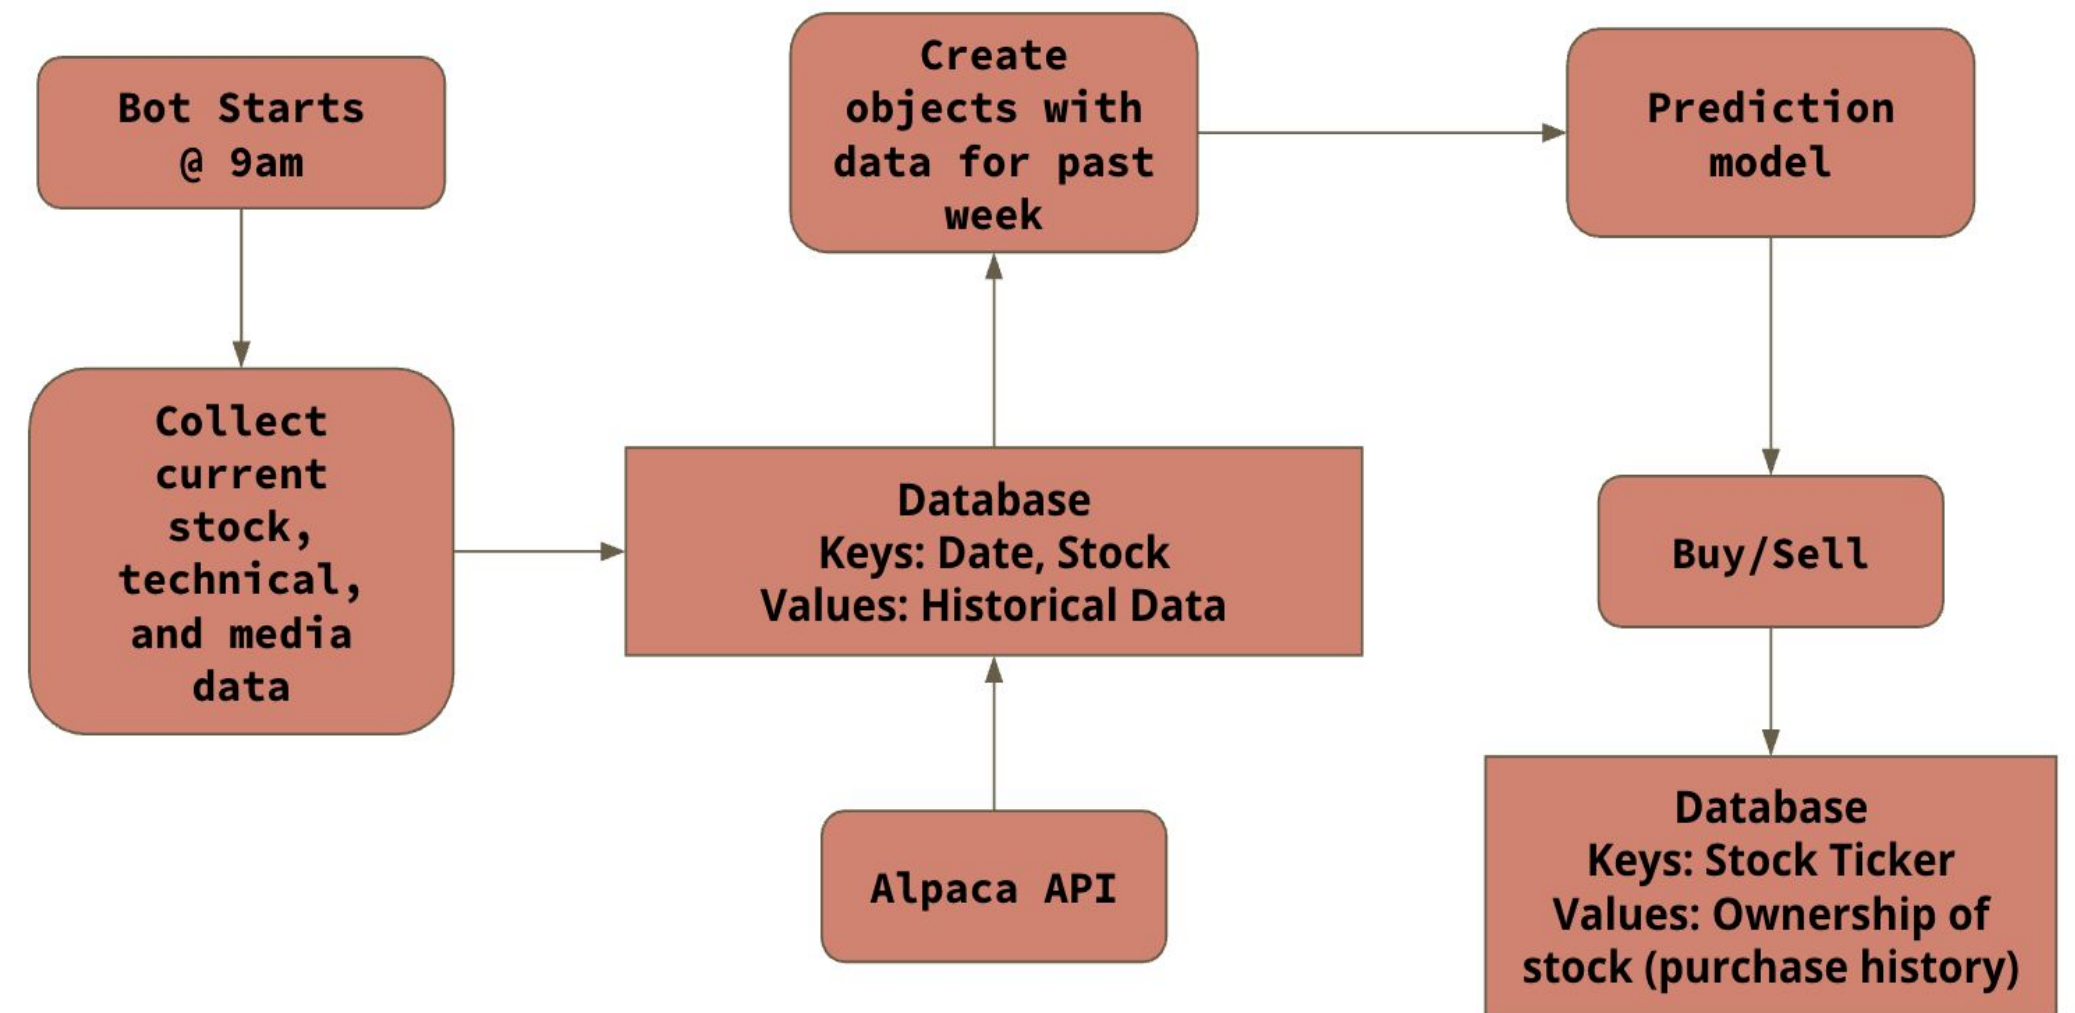 Bot Starts
@ 9am
Collect
current
stock,
technical,
and media
data
Create
objects with
data for past
week
Database
Keys: Date, Stock
Values: Historical Data
Alpaca API
Prediction
model
Buy/Sell
Database
Keys: Stock Ticker
Values: Ownership of
stock (purchase history)